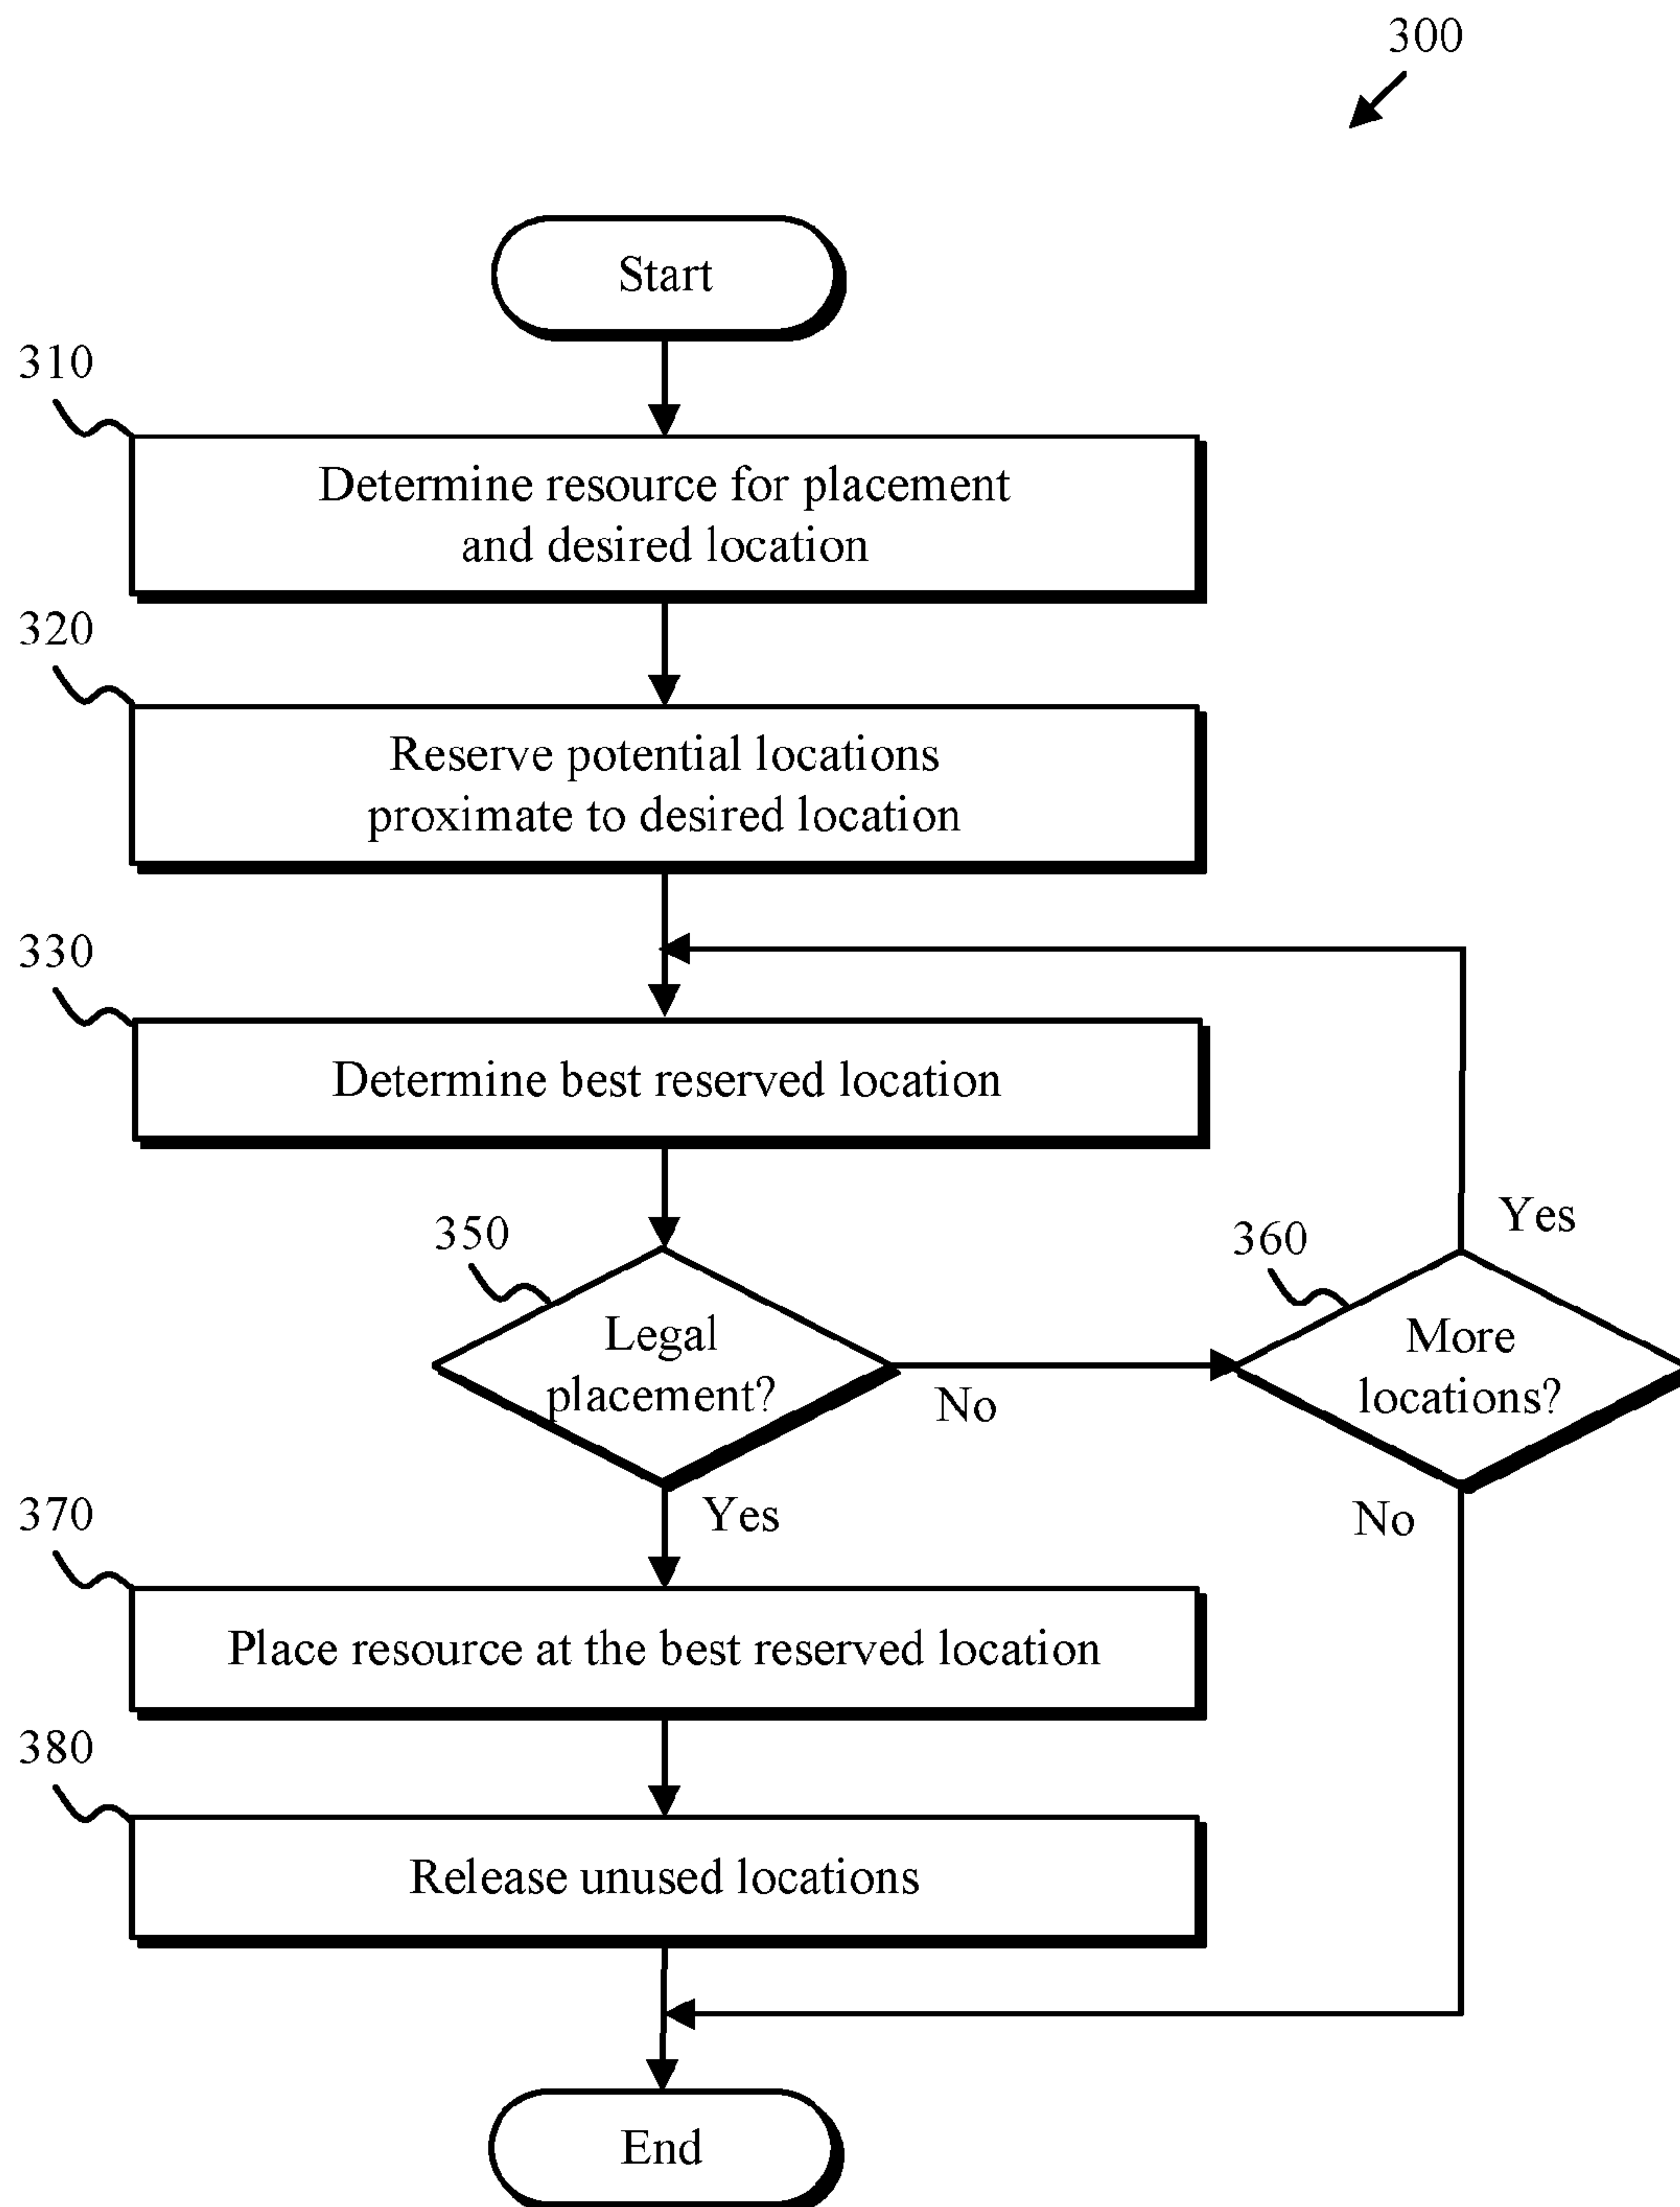 300
Start
310
Determine resource for placement
and desired location
320
Reserve potential locations
proximate to desired location
330
Determine best reserved location
350
Legal
placement?
No
Yes
360
More
locations?
Yes
No
370
Place resource at the best reserved location
380
Release unused locations
End